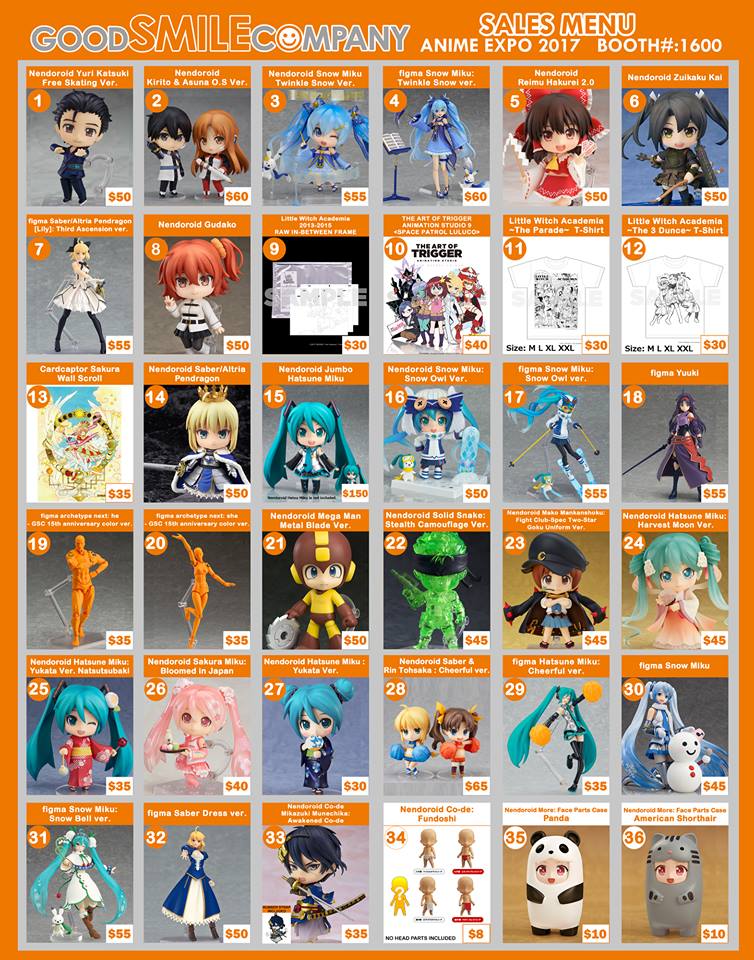 GOODSMILECOMPANY
SALES MENU
ANIME EXPO 2017 BOOTH#:1600
Nendoroid Yuri Katsuki
Free Skating Ver.
1
$50
Nendoroid
Kirito & Asuna O.S Ver.
2
$60
Nendoroid Snow Miku
Twinkle Snow Ver.
3
$55
figma Snow Miku:
Twinkle Snow ver.
4
$60
Nendoroid
Reimu Hakurei 2.0
5
$50
Nendoroid Zuikaku Kai
6
$50
figma Saber/Altria Pendragon
[Lily]: Third Ascension ver.
7
$55
Nendoroid Gudako
8
$50
Little Witch Academia
2013-2015
RAW IN-BETWEEN FRAME
9
SAMPLE
$30
THE ART OF TRIGGER
ANIMATION STUDIO 9
<SPACE PATROL LULUCO>
10
THE ART OF
TRIGGER
ANIMATION STUDIO
$40
Little Witch Academia
~The Parade~ T-Shirt
11
SAMPLE
Size: M L XL XXL
$30
Little Witch Academia
~The 3 Dunce~ T-Shirt
12
SAMPLE
Size: M L XL XXL
$30
Cardcaptor Sakura
Wall Scroll
13
$35
Nendoroid Saber/Altria
Pendragon
14
$50
Nendoroid Jumbo
Hatsune Miku
15
Nendoroid Hatsune Miku is not included.
$150
Nendoroid Snow Miku:
Snow Owl Ver.
16
$50
figma Snow Miku:
Snow Owl ver.
17
$55
figma Yuuki
18
$55
figma archetype next: he
- GSC 15th anniversary color ver.
19
$35
figma archetype next: she
- GSC 15th anniversary color ver.
20
$35
Nendoroid Mega Man
Metal Blade Ver.
21
$50
Nendoroid Solid Snake:
Stealth Camouflage Ver.
22
$45
Nendoroid Mako Mankanshoku:
Fight Club-Spec Two-Star
Goku Uniform Ver.
23
$45
Nendoroid Hatsune Miku:
Harvest Moon Ver.
24
$45
Nendoroid Hatsune Miku:
Yukata Ver. Natsutsubaki
25
$35
Nendoroid Sakura Miku:
Bloomed in Japan
26
$40
Nendoroid Hatsune Miku :
Yukata Ver.
27
$30
Nendoroid Saber &
Rin Tohsaka : Cheerful ver.
28
$65
figma Hatsune Miku:
Cheerful ver.
29
$35
figma Snow Miku
30
$45
figma Snow Miku:
Snow Bell ver.
31
$55
figma Saber Dress ver.
32
$50
Nendoroid Co-de
Mikazuki Munechika:
Awakened Co-de
33
$35
Nendoroid Co-de:
Fundoshi
34
NO HEAD PARTS INCLUDED
$8
Nendoroid More: Face Parts Case
Panda
35
$10
Nendoroid More: Face Parts Case
American Shorthair
36
$10